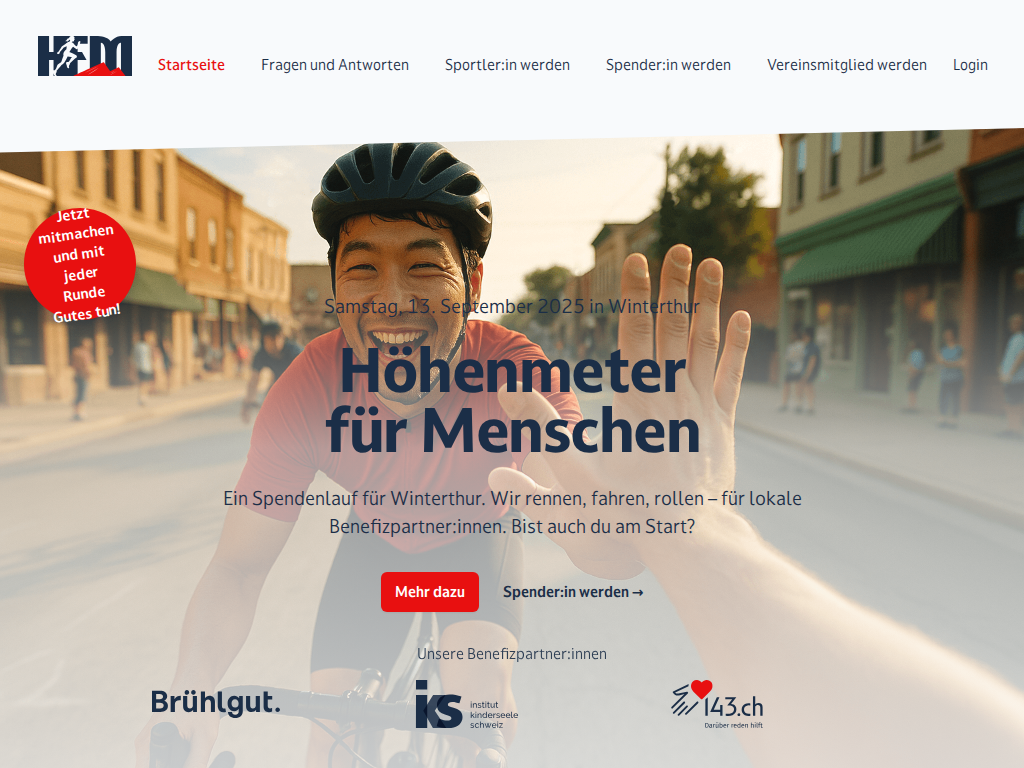 HFM
Startseite
Fragen und Antworten
Sportler:in werden
Spender:in werden
Vereinsmitglied werden
Login
Jetzt
mitmachen
und mit
jeder
Runde
Gutes tun!
Samstag, 13. September 2025 in Winterthur
Höhenmeter
für Menschen
Ein Spendenlauf für Winterthur. Wir rennen, fahren, rollen – für lokale
Benefizpartner:innen. Bist auch du am Start?
Mehr dazu
Spender:in werden →
Unsere Benefizpartner:innen
Brühlgut.
iks
institut
kinderseele
schweiz
143.ch
Darüber reden hilft